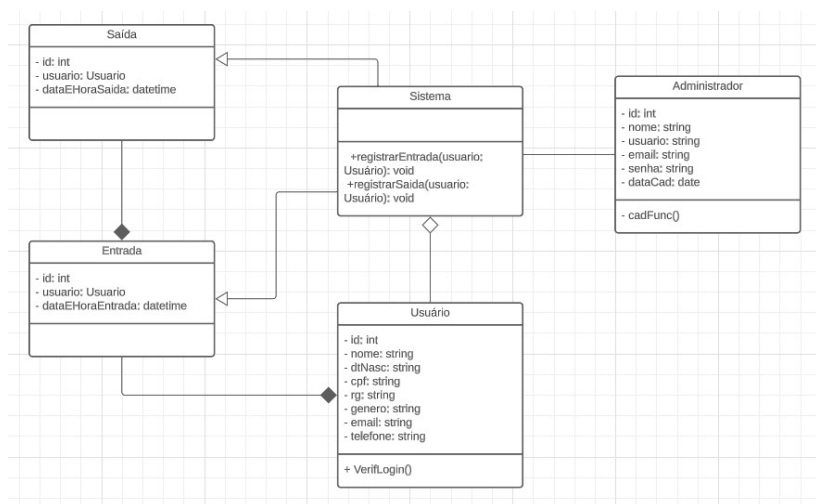 Saída
- id: int
- usuario: Usuario
- dataEHoraSaida: datetime
Sistema
+registrarEntrada(usuario:
Usuário): void
+registrarSaida(usuario:
Usuário): void
Administrador
- id: int
- nome: string
- usuario: string
- email: string
- senha: string
- dataCad: date
- cadFunc()
Entrada
- id: int
- usuario: Usuario
- dataEHoraEntrada: datetime
Usuário
- id: int
- nome: string
- dtNasc: string
- cpf: string
- rg: string
- genero: string
- email: string
- telefone: string
+ VerifLogin()